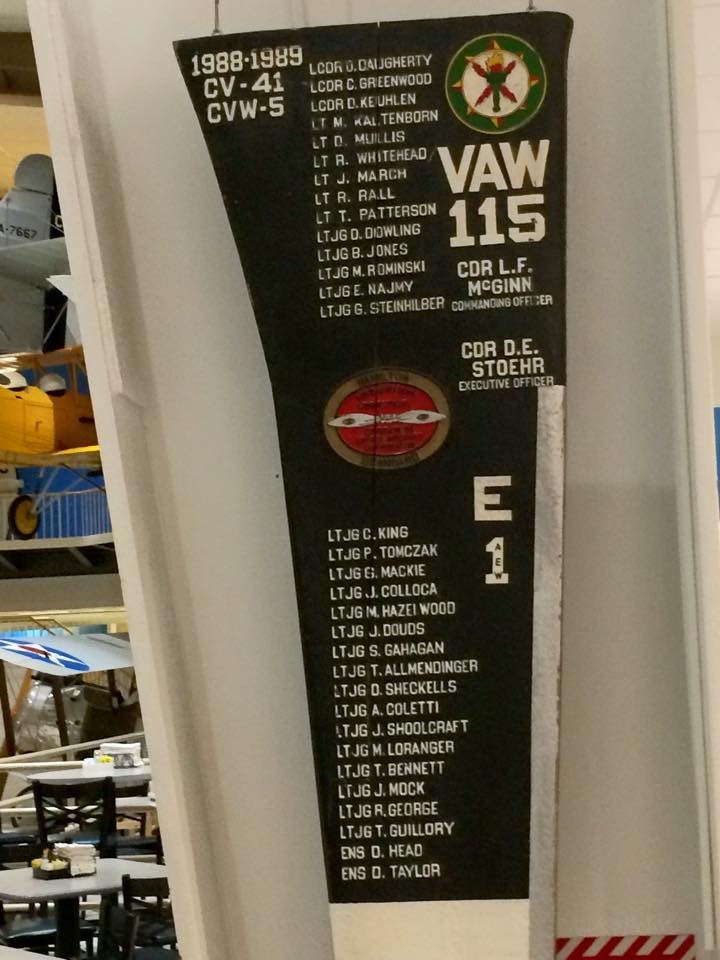 1988-1989
CV-41
CVW-5
LCDR D. DAUGHERTY
LCDR C. GREENWOOD
LCDR D. KEUHLEN
LT M. KALTENBORN
LT D. MUILLIS
LT R. WHITEHEAD
LT J. MARCH
LT R. RALL
LT T. PATTERSON
LTJG D. DIOWLING
LTJG B. JONES
LTJG M. ROMINSKI
LTJG E. NAJMY
LTJG G. STEINHILBER
VAW
115
CDR L.F.
McGINN
COMMANDING OFFICER
CDR D.E.
STOEHR
EXECUTIVE OFFICER
E
1
AEW
LTJG C. KING
LTJG P. TOMCZAK
LTJG G. MACKIE
LTJG J. COLLOCA
LTJG M. HAZELWOOD
LTJG J. DOUDS
LTJG S. GAHAGAN
LTJG T. ALLMENDINGER
LTJG D. SHECKELLS
LTJG A. COLETTI
LTJG J. SHOOLCRAFT
LTJG M. LORANGER
LTJG T. BENNETT
LTJG J. MOCK
LTJG R. GEORGE
LTJG T. GUILLORY
ENS D. HEAD
ENS D. TAYLOR
A-7667